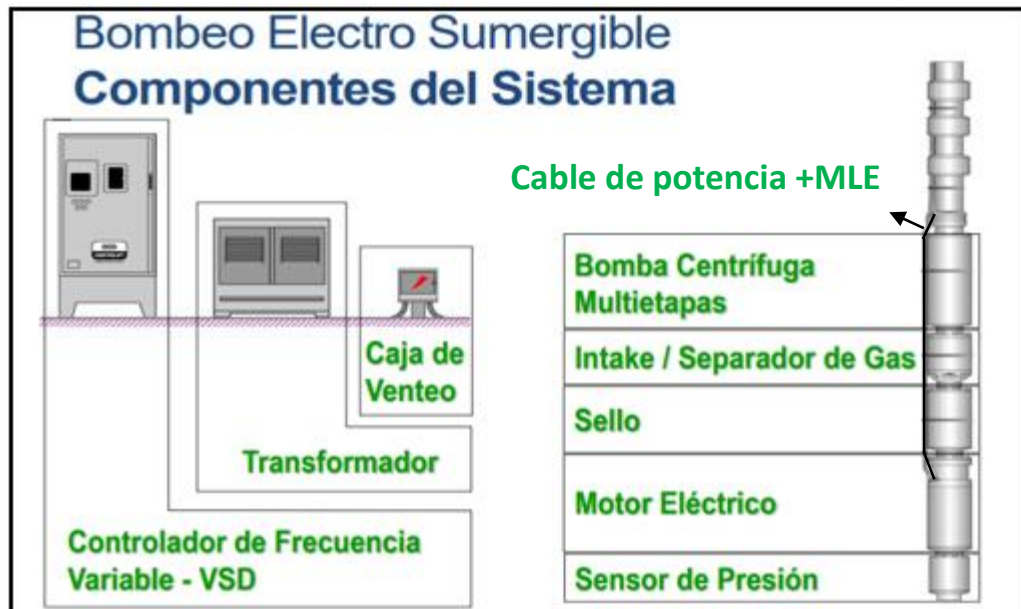 Bombeo Electro Sumergible
Componentes del Sistema
Cable de potencia +MLE
Caja de
Venteo
Transformador
Controlador de Frecuencia
Variable - VSD
Bomba Centrífuga
Multietapas
Intake / Separador de Gas
Sello
Motor Eléctrico
Sensor de Presión